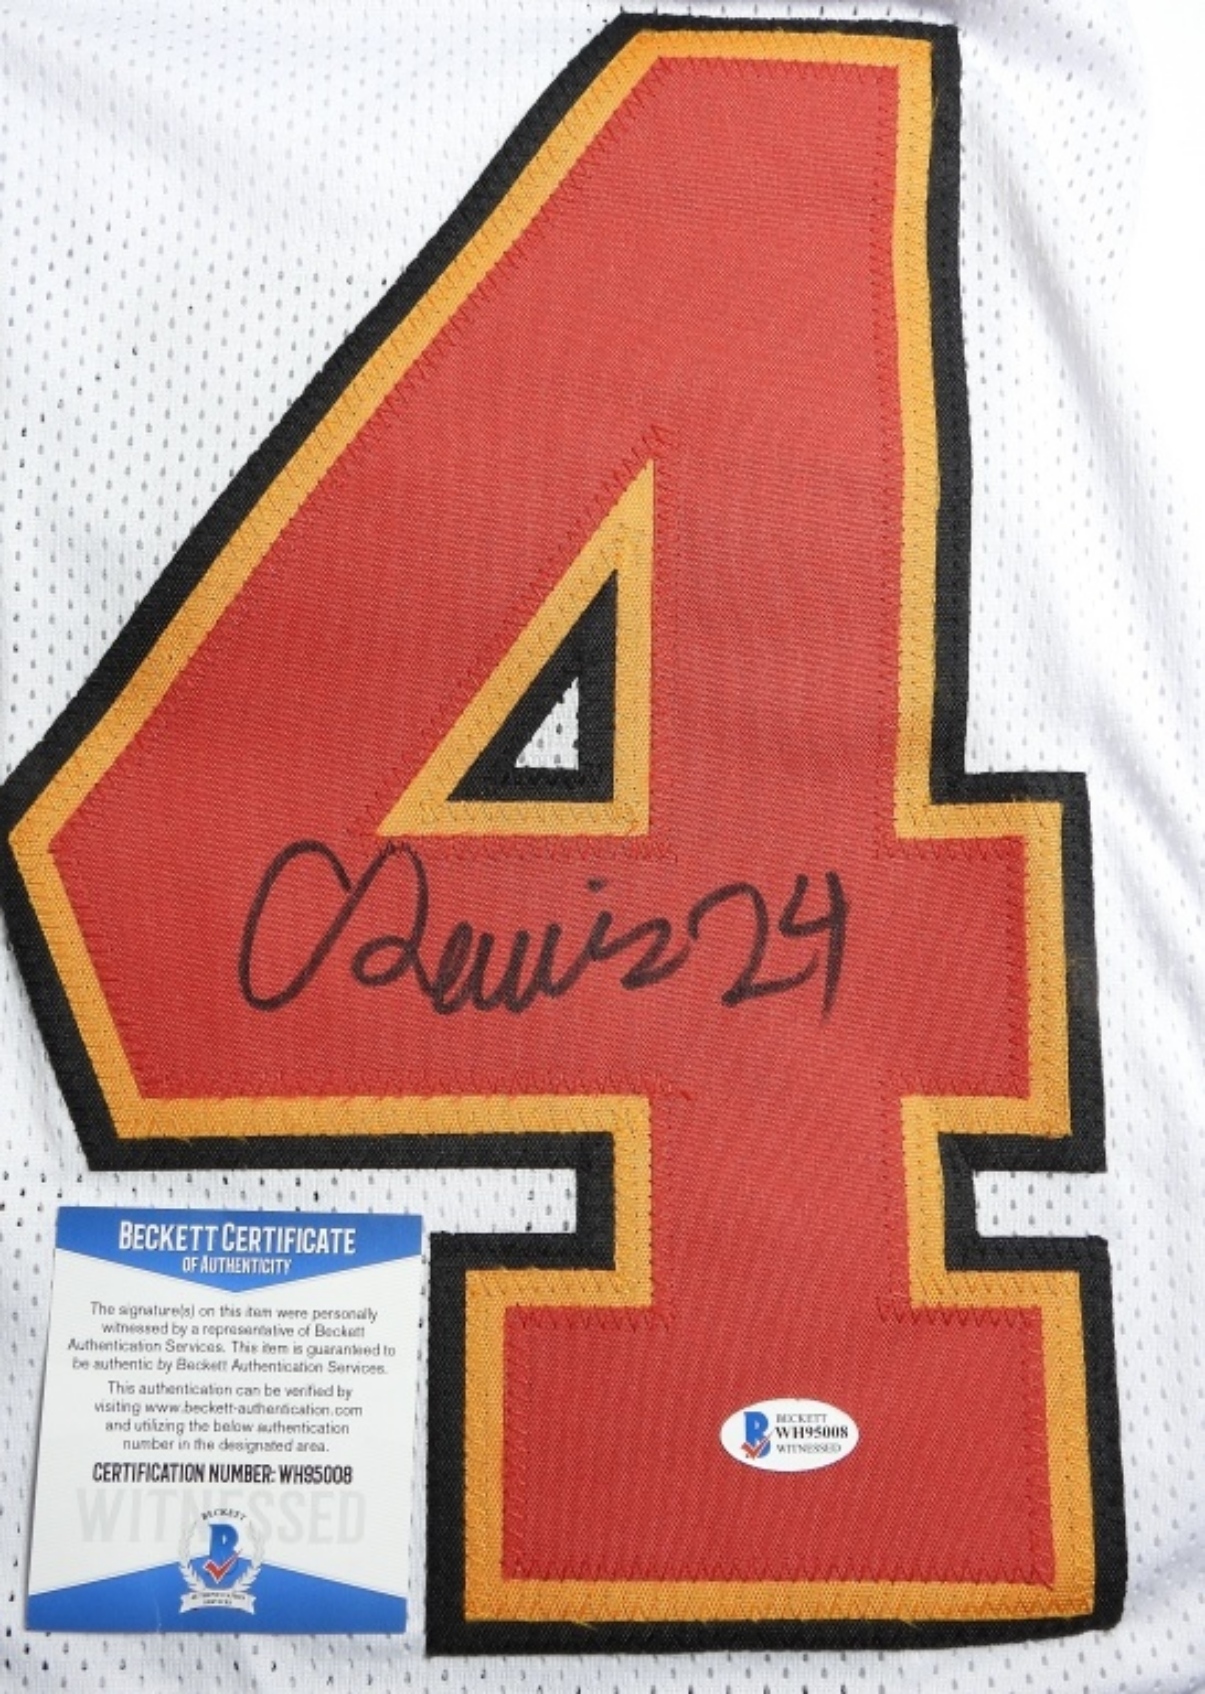 4
Lewis 24
BECKETT CERTIFICATE
OF AUTHENTICITY
The signature(s) on this item were personally
witnessed by a representative of Beckett
Authentication Services. This item is guaranteed to
be authentic by Beckett Authentication Services.
This authentication can be verified by
visiting www.beckett-authentication.com
and utilizing the below authentication
number in the designated area.
CERTIFICATION NUMBER: WH95008
WITNESSED
BECKETT
B
BECKETT
B
WH95008
WITNESSED